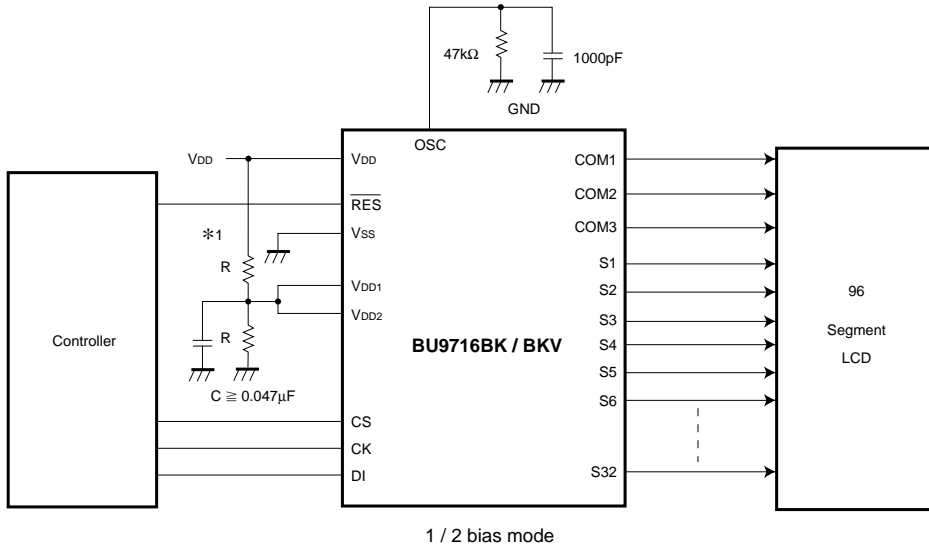 47kΩ
1000pF
GND
OSC
VDD
VDD
COM1
COM2
RES
COM3
VSS
✻1
R
S1
S2
VDD1
VDD2
S3
S4
S5
S6
S32
96
Segment
LCD
Controller
R
BU9716BK / BKV
C ≧ 0.047µF
CS
CK
DI
1 / 2 bias mode